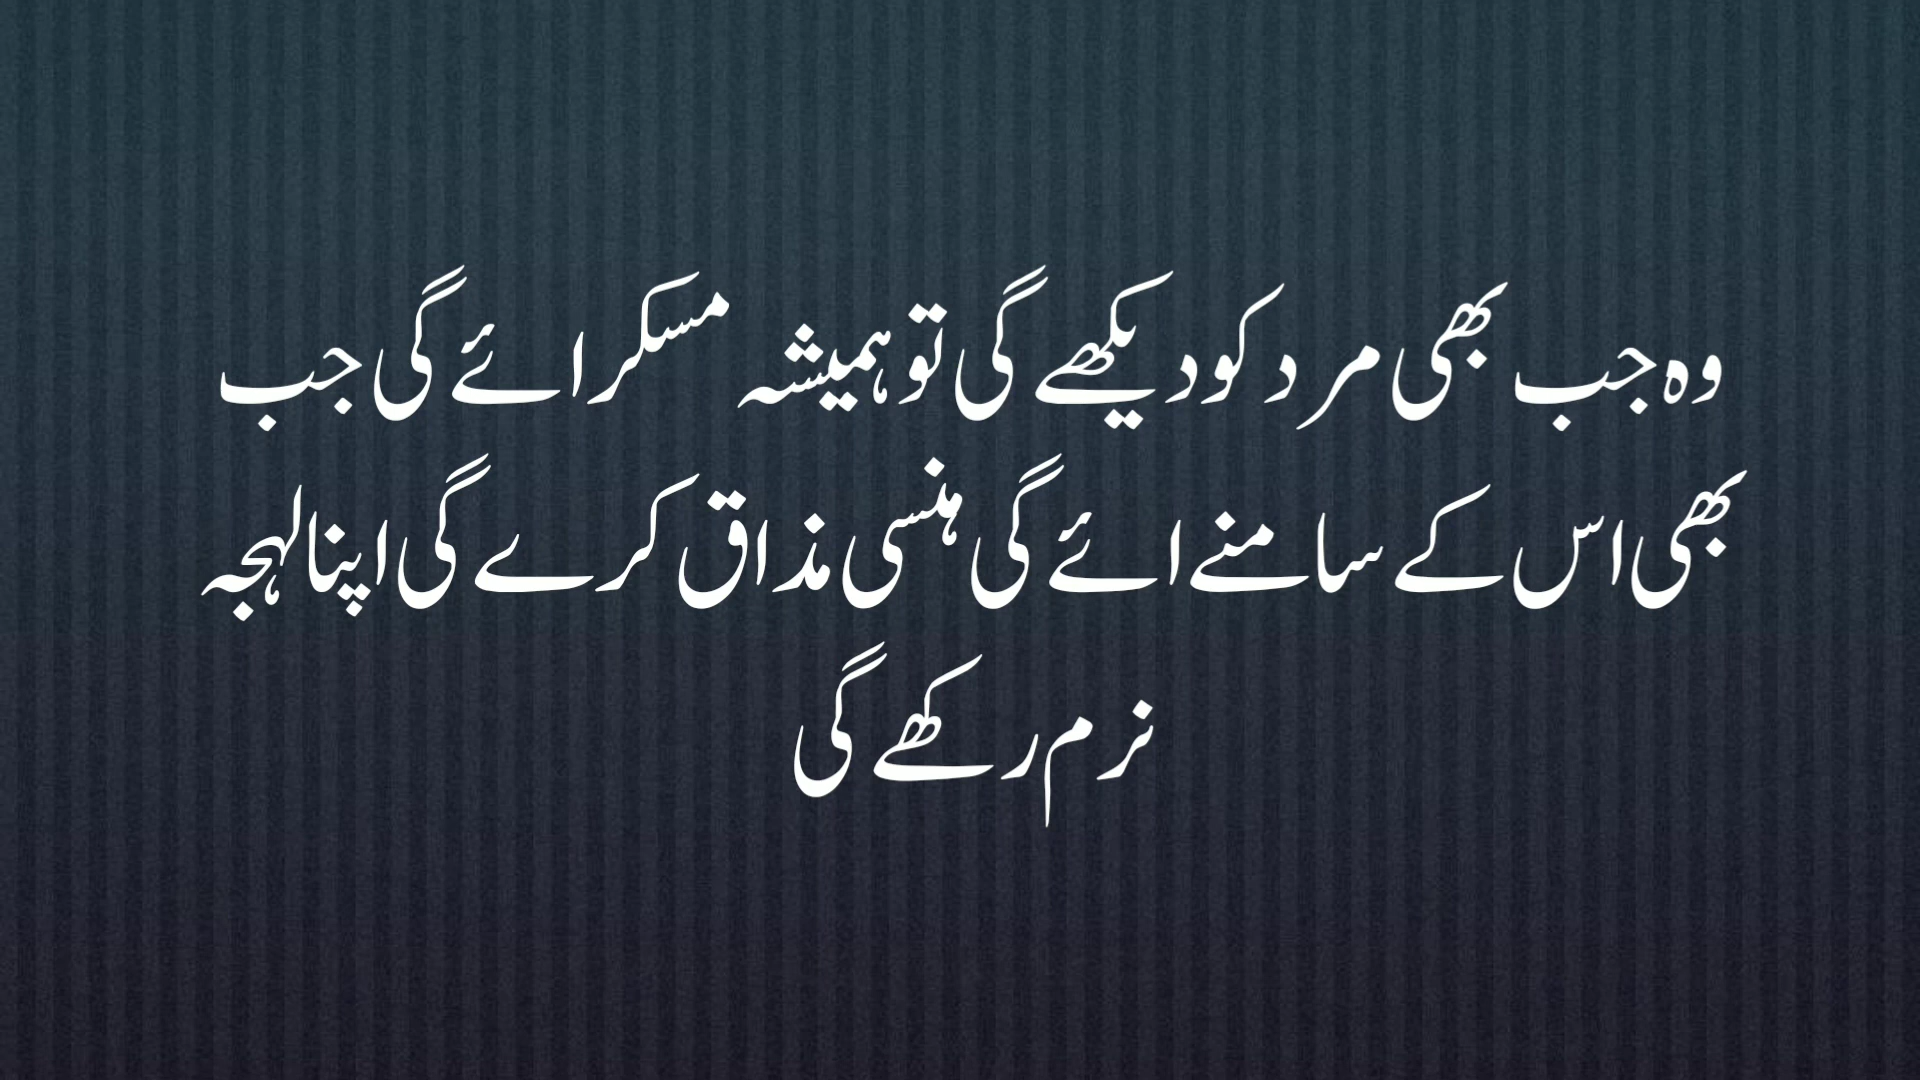 وہ جب بھی مرد کو دیکھے گی تو ہمیشہ مسکرائے گی جب
بھی اس کے سامنے ائے گی ہنسی مذاق کرے گی اپنا لہجہ
نرم رکھے گی